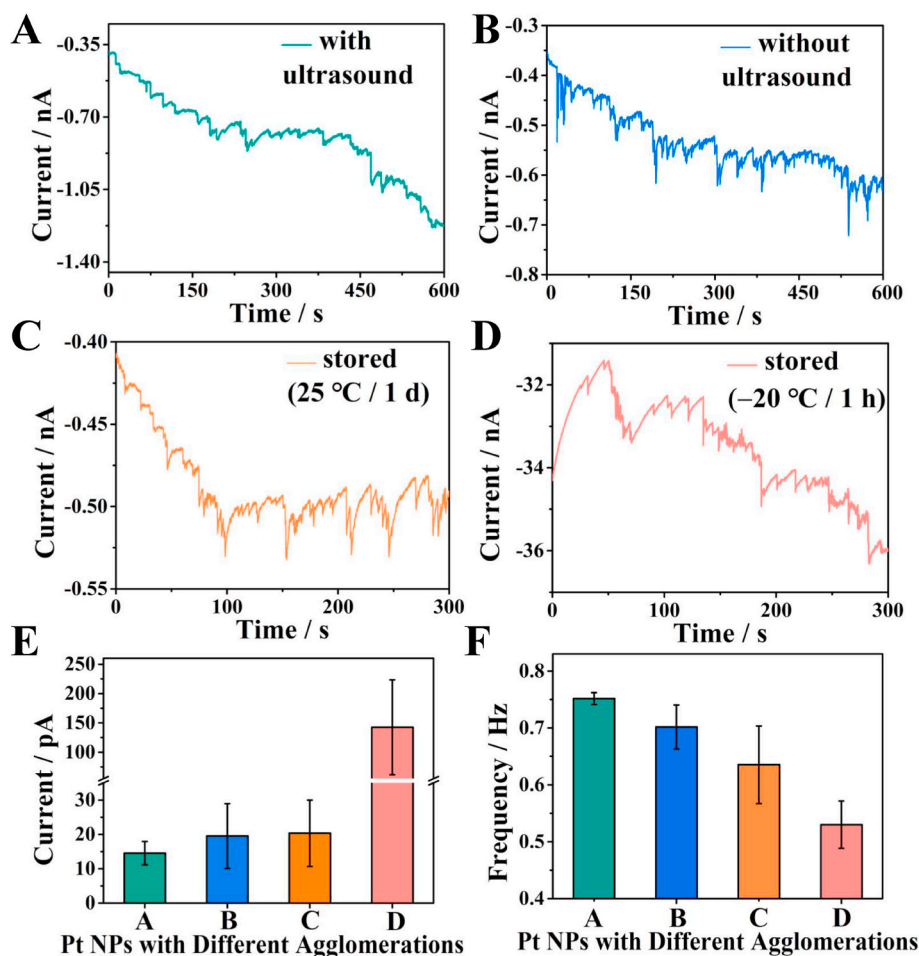 A
with
ultrasound
-0.35
-0.70
-1.05
-1.40
Current / nA
0 150 300 450 600
Time / s
B
without
ultrasound
-0.3
-0.4
-0.5
-0.6
-0.7
-0.8
Current / nA
0 150 300 450 600
Time / s
C
stored
(25 °C / 1 d)
-0.40
-0.45
-0.50
-0.55
Current / nA
0 100 200 300
Time / s
D
stored
(−20 °C / 1 h)
-32
-34
-36
Current / nA
0 100 200 300
Time / s
E
250
200
150
100
30
20
10
0
Current / pA
A B C D
Pt NPs with Different Agglomerations
F
0.8
0.7
0.6
0.5
0.4
Frequency / Hz
A B C D
Pt NPs with Different Agglomerations